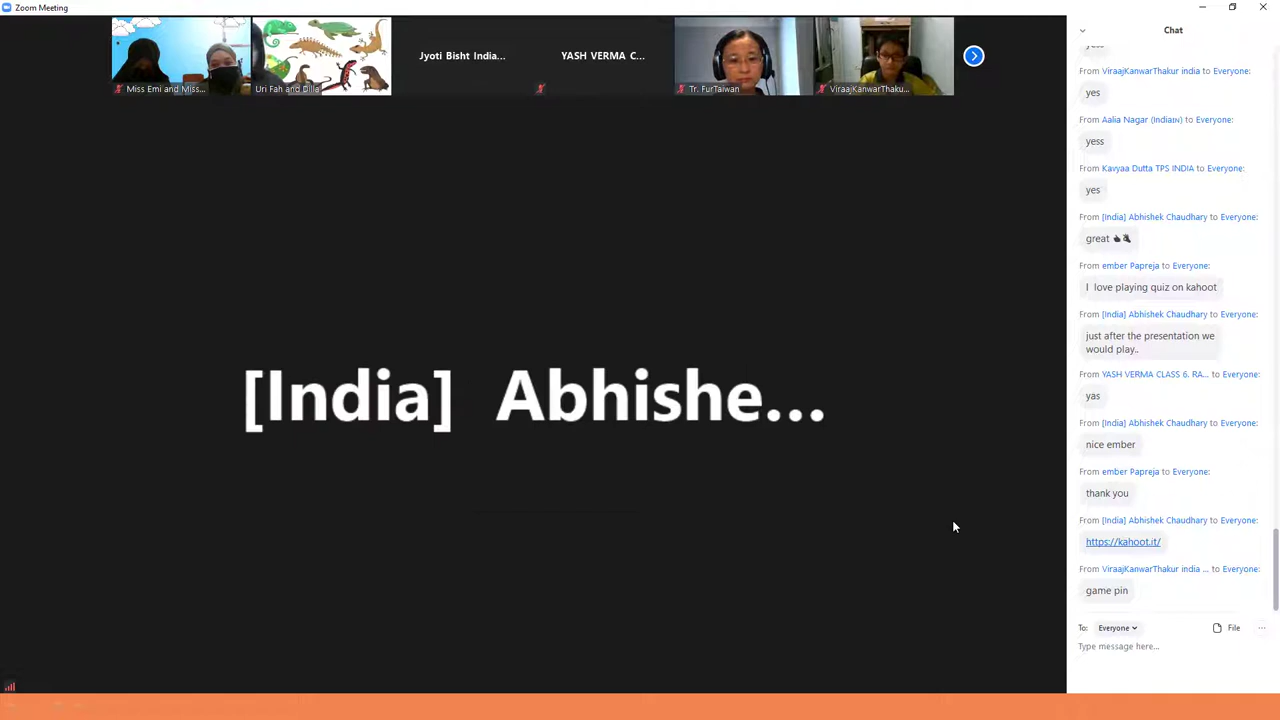 Zoom Meeting
Miss Emi and Miss...
Uri Fah and Dilla
Jyoti Bisht India...
YASH VERMA C...
Tr. FurTaiwan
ViraajKanwarThaku...
[India] Abhishe...
Chat
From ViraajKanwarThakur india to Everyone:
yes
From Aalia Nagar (IndiaIN) to Everyone:
yess
From Kavyaa Dutta TPS INDIA to Everyone:
yes
From [India] Abhishek Chaudhary to Everyone:
great
From ember Papreja to Everyone:
I love playing quiz on kahoot
From [India] Abhishek Chaudhary to Everyone:
just after the presentation we
would play..
From YASH VERMA CLASS 6. RA... to Everyone:
yas
From [India] Abhishek Chaudhary to Everyone:
nice ember
From ember Papreja to Everyone:
thank you
From [India] Abhishek Chaudhary to Everyone:
https://kahoot.it/
From ViraajKanwarThakur india ... to Everyone:
game pin
To: Everyone
File
...
Type message here...